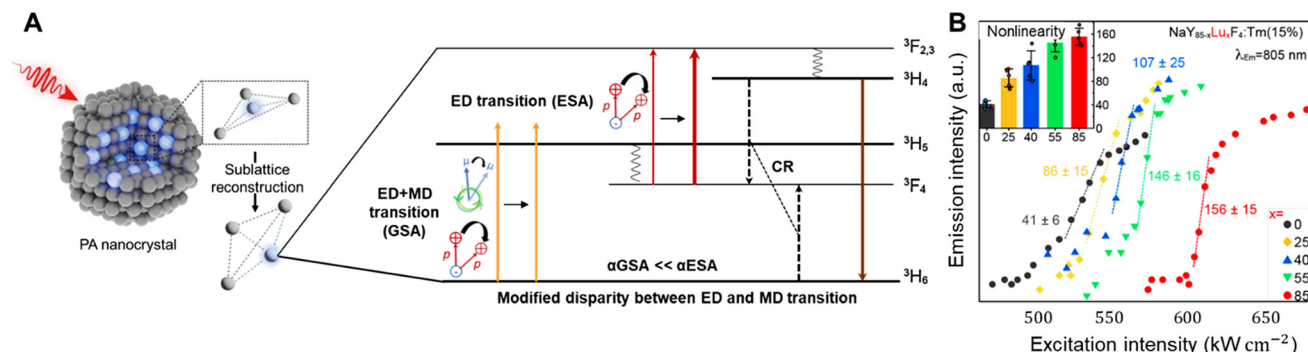 A
PA nanocrystal
Sublattice
reconstruction
ED transition (ESA)
ED+MD
transition
(GSA)
μ
μ
p
p
p
p
CR
αGSA << αESA
Modified disparity between ED and MD transition
³F₂,₃
³H₄
³H₅
³F₄
³H₆
B
Nonlinearity
160
120
80
40
0
0 25 40 55 85
NaY₈₅₋ₓLuₓF₄:Tm(15%)
λEm=805 nm
107 ± 25
86 ± 15
146 ± 16
41 ± 6
156 ± 15
x=
0
25
40
55
85
Emission intensity (a.u.)
500 550 600 650
Excitation intensity (kW cm⁻²)